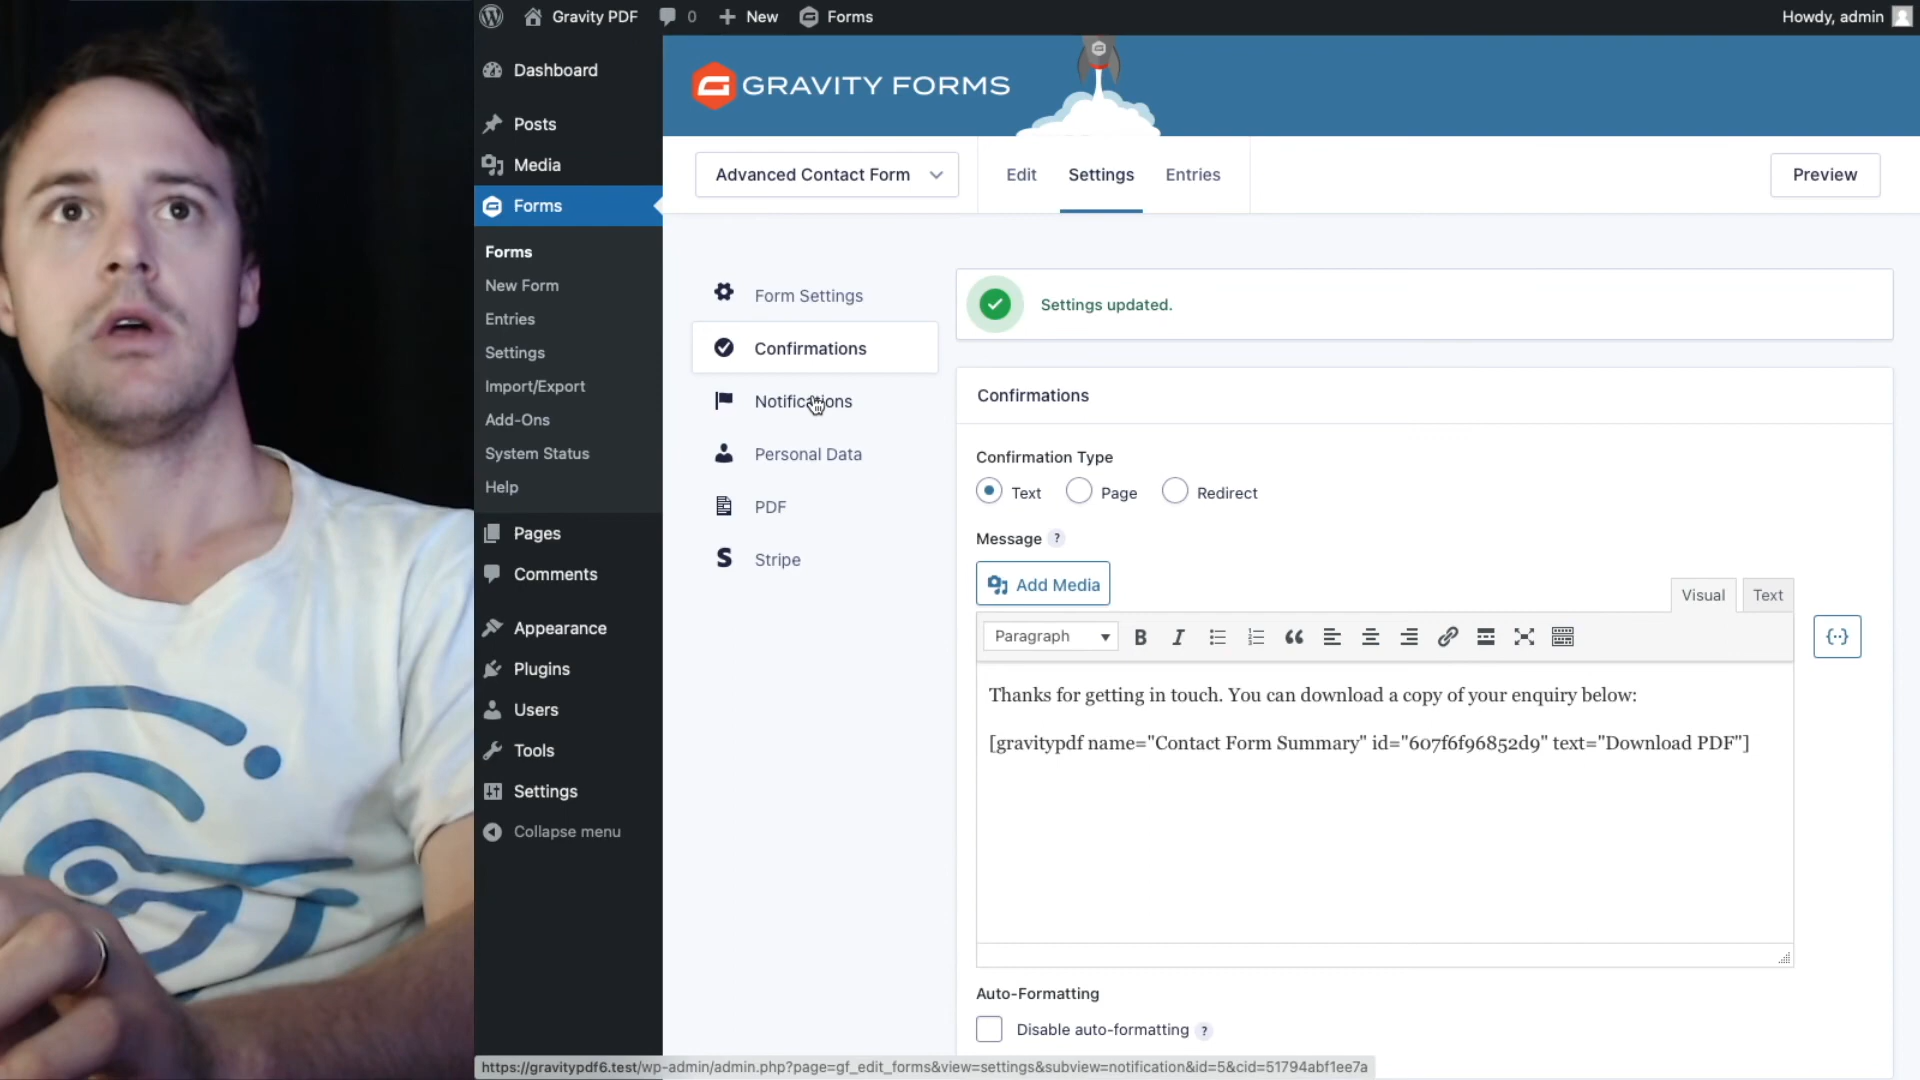 Gravity PDF
0
New
Forms
Howdy, admin
Dashboard
Posts
Media
Forms
Forms
New Form
Entries
Settings
Import/Export
Add-Ons
System Status
Help
Pages
Comments
Appearance
Plugins
Users
Tools
Settings
Collapse menu
GRAVITY FORMS
Advanced Contact Form
Edit
Settings
Entries
Preview
Form Settings
Confirmations
Notifications
Personal Data
PDF
Stripe
Settings updated.
Confirmations
Confirmation Type
Text
Page
Redirect
Message ?
Add Media
Visual
Text
Paragraph
Thanks for getting in touch. You can download a copy of your enquiry below:
[gravitypdf name="Contact Form Summary" id="607f6f96852d9" text="Download PDF"]
Auto-Formatting
Disable auto-formatting ?
https://gravitypdf6.test/wp-admin/admin.php?page=gf_edit_forms&view=settings&subview=notification&id=5&cid=51794abf1ee7a